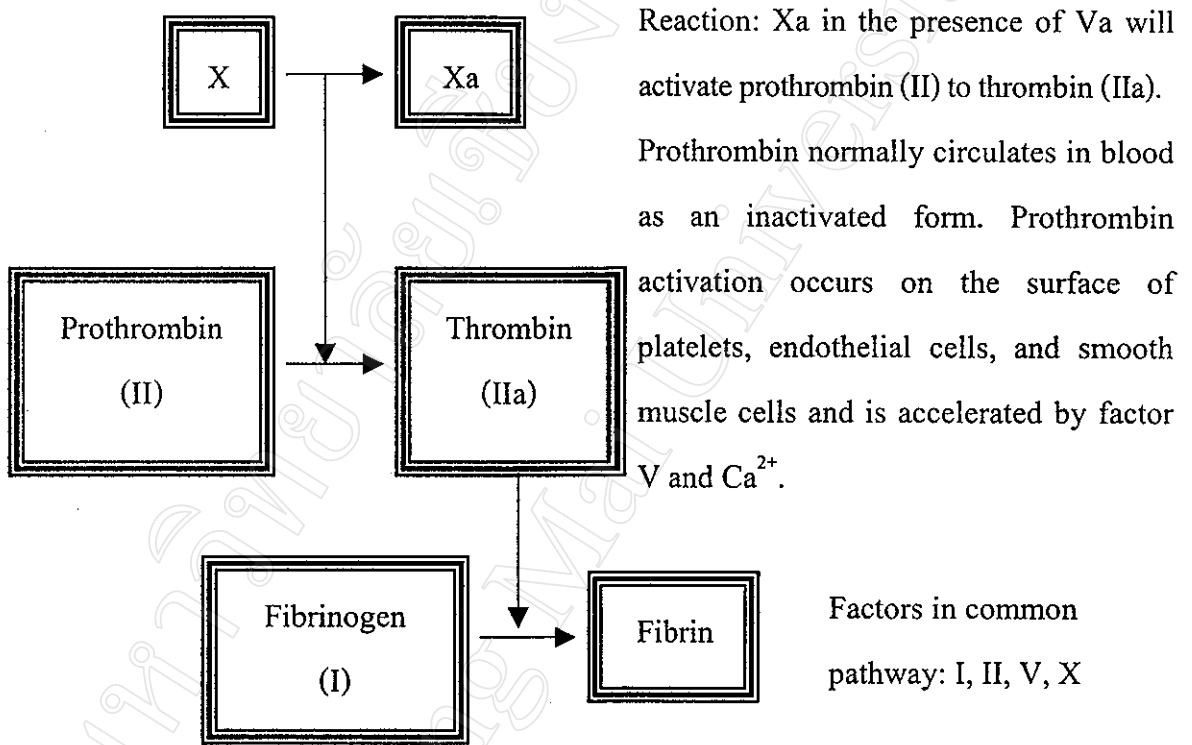 X
Xa
Reaction: Xa in the presence of Va will
activate prothrombin (II) to thrombin (IIa).
Prothrombin normally circulates in blood
as an inactivated form. Prothrombin
activation occurs on the surface of
platelets, endothelial cells, and smooth
muscle cells and is accelerated by factor
V and Ca²⁺.
Prothrombin
(II)
Thrombin
(IIa)
Fibrinogen
(I)
Fibrin
Factors in common
pathway: I, II, V, X